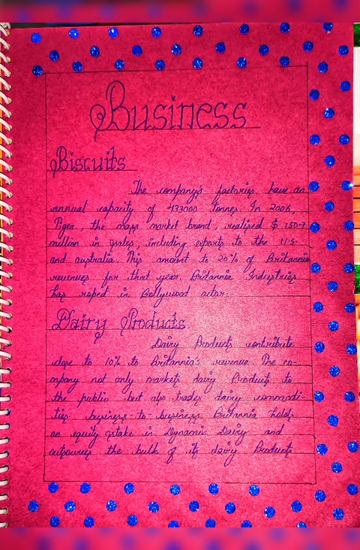 Business
Biscuits
The company's factories have an
annual capacity of 433000 Tonnes. In 2006,
Tiger, the mass market brand, realised $ 150.7
million in sales, including exports to the U.S
and australia. This amount to 20% of Britannia
revenues for that year. Britannia Industries
has roped in Bollywood actor.
Dairy Products
Dairy Products contribute
close to 10% to Britannia's revenue. The co-
mpany not only markets dairy Products to
the public but also trades dairy commodi-
ties business-to-business. Britannia holds
an equity stake in Dynamic Dairy and
outsources the bulk of its dairy Products